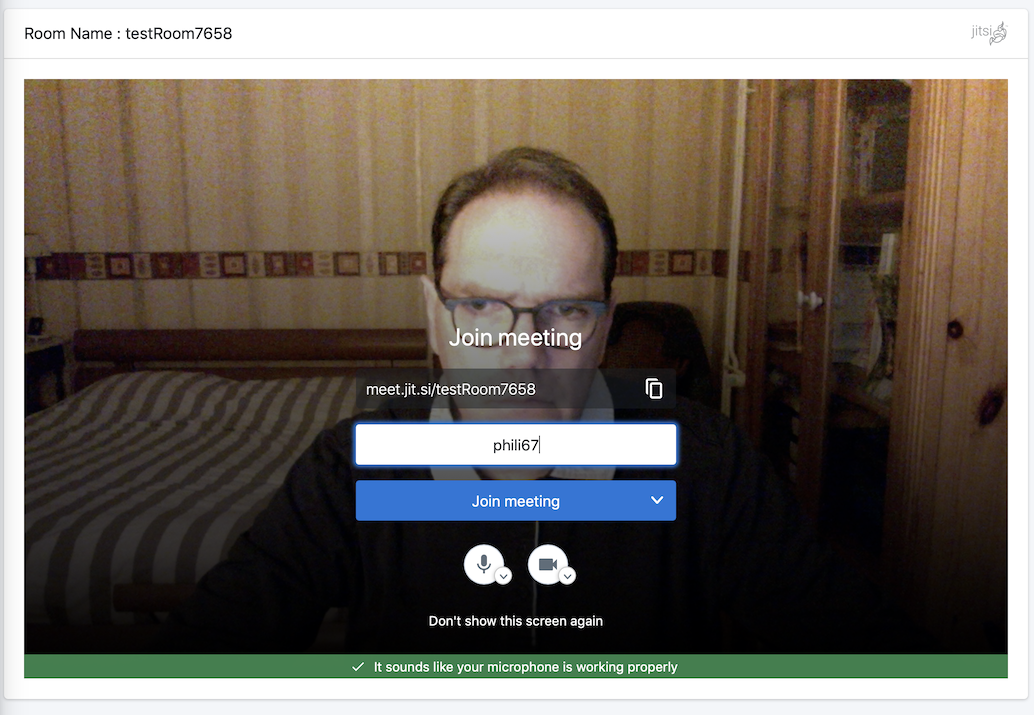 Room Name : testRoom7658
jitsi
Join meeting
meet.jit.si/testRoom7658
phili67
Join meeting
Don't show this screen again
It sounds like your microphone is working properly